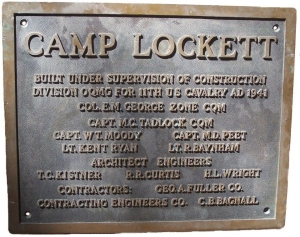 CAMP LOCKETT
BUILT UNDER SUPERVISION OF CONSTRUCTION
DIVISION OQMG FOR 11TH US CAVALRY AD 1941
COL. E.M. GEORGE ZONE CQM
CAPT. M.C. TADLOCK, CQM
CAPT. W.T. MOODY CAPT. M.D. PEET
LT. KENT RYAN LT. R. BAYNHAM
ARCHITECT ENGINEERS
T.C. KISTNER R.R. CURTIS H.L. WRIGHT
CONTRACTORS: GEO. A. FULLER CO.
CONTRACTING ENGINEERS CO. C.B. BAGNALL